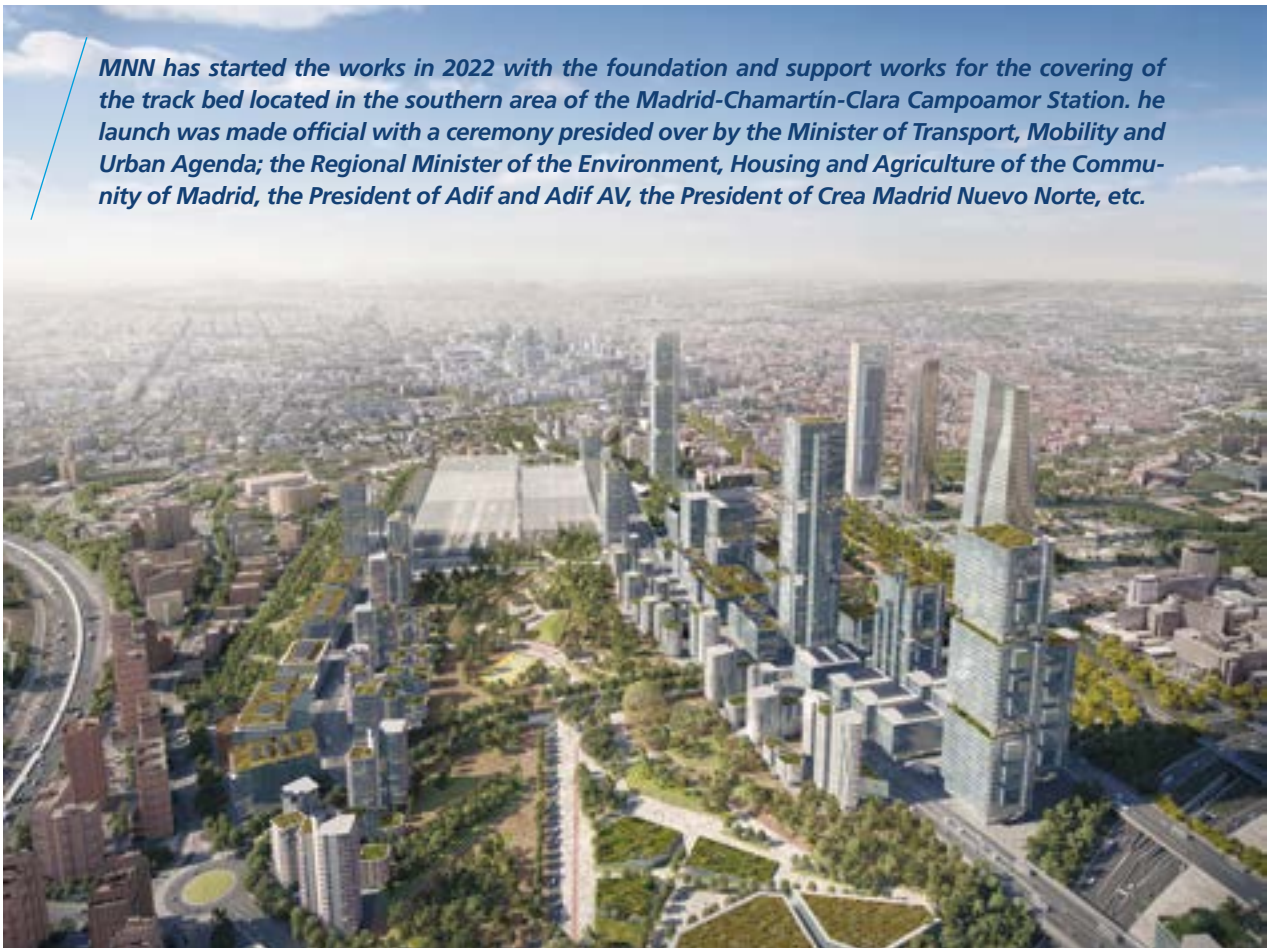 MNN has started the works in 2022 with the foundation and support works for the covering of
the track bed located in the southern area of the Madrid-Chamartín-Clara Campoamor Station. he
launch was made official with a ceremony presided over by the Minister of Transport, Mobility and
Urban Agenda; the Regional Minister of the Environment, Housing and Agriculture of the Commu-
nity of Madrid, the President of Adif and Adif AV, the President of Crea Madrid Nuevo Norte, etc.